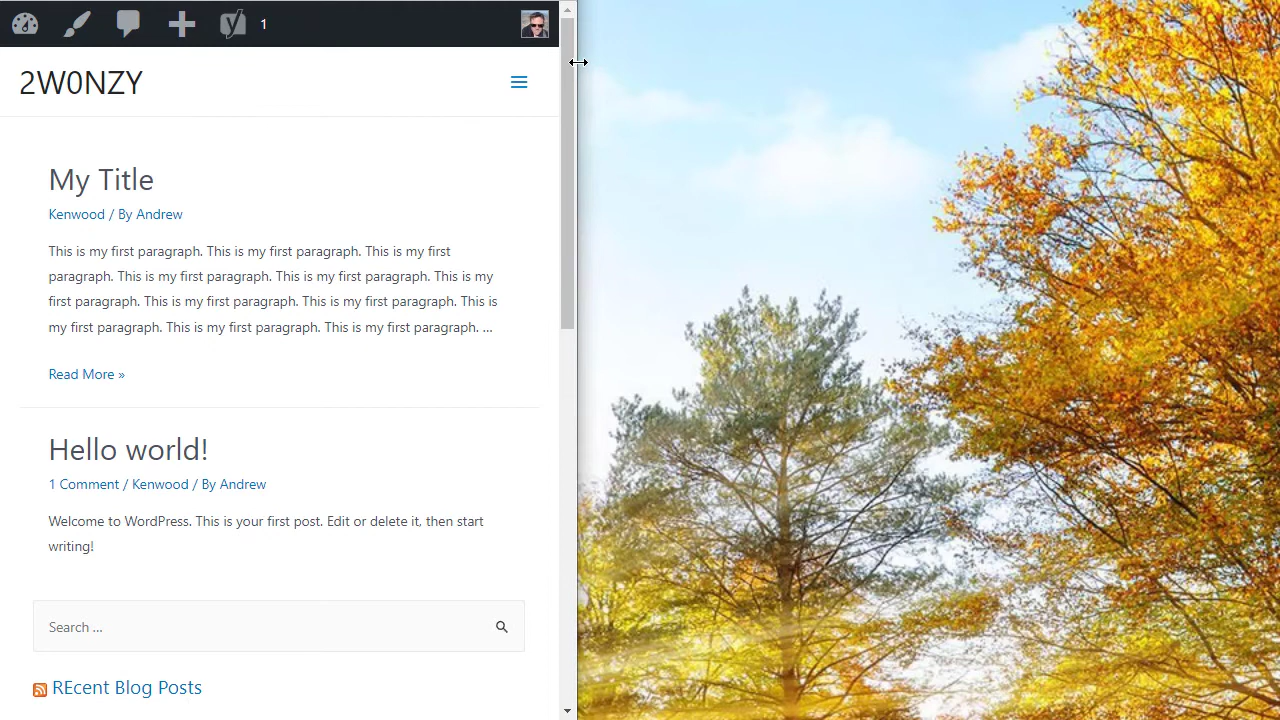 1
2W0NZY
My Title
Kenwood / By Andrew
This is my first paragraph. This is my first paragraph. This is my first
paragraph. This is my first paragraph. This is my first paragraph. This is my
first paragraph. This is my first paragraph. This is my first paragraph. This is
my first paragraph. This is my first paragraph. This is my first paragraph. …
Read More »
Hello world!
1 Comment / Kenwood / By Andrew
Welcome to WordPress. This is your first post. Edit or delete it, then start
writing!
Search …
REcent Blog Posts